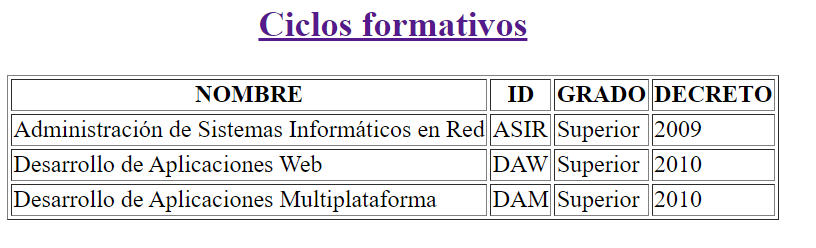 Ciclos formativos
NOMBRE ID GRADO DECRETO
Administración de Sistemas Informáticos en Red ASIR Superior 2009
Desarrollo de Aplicaciones Web DAW Superior 2010
Desarrollo de Aplicaciones Multiplataforma DAM Superior 2010